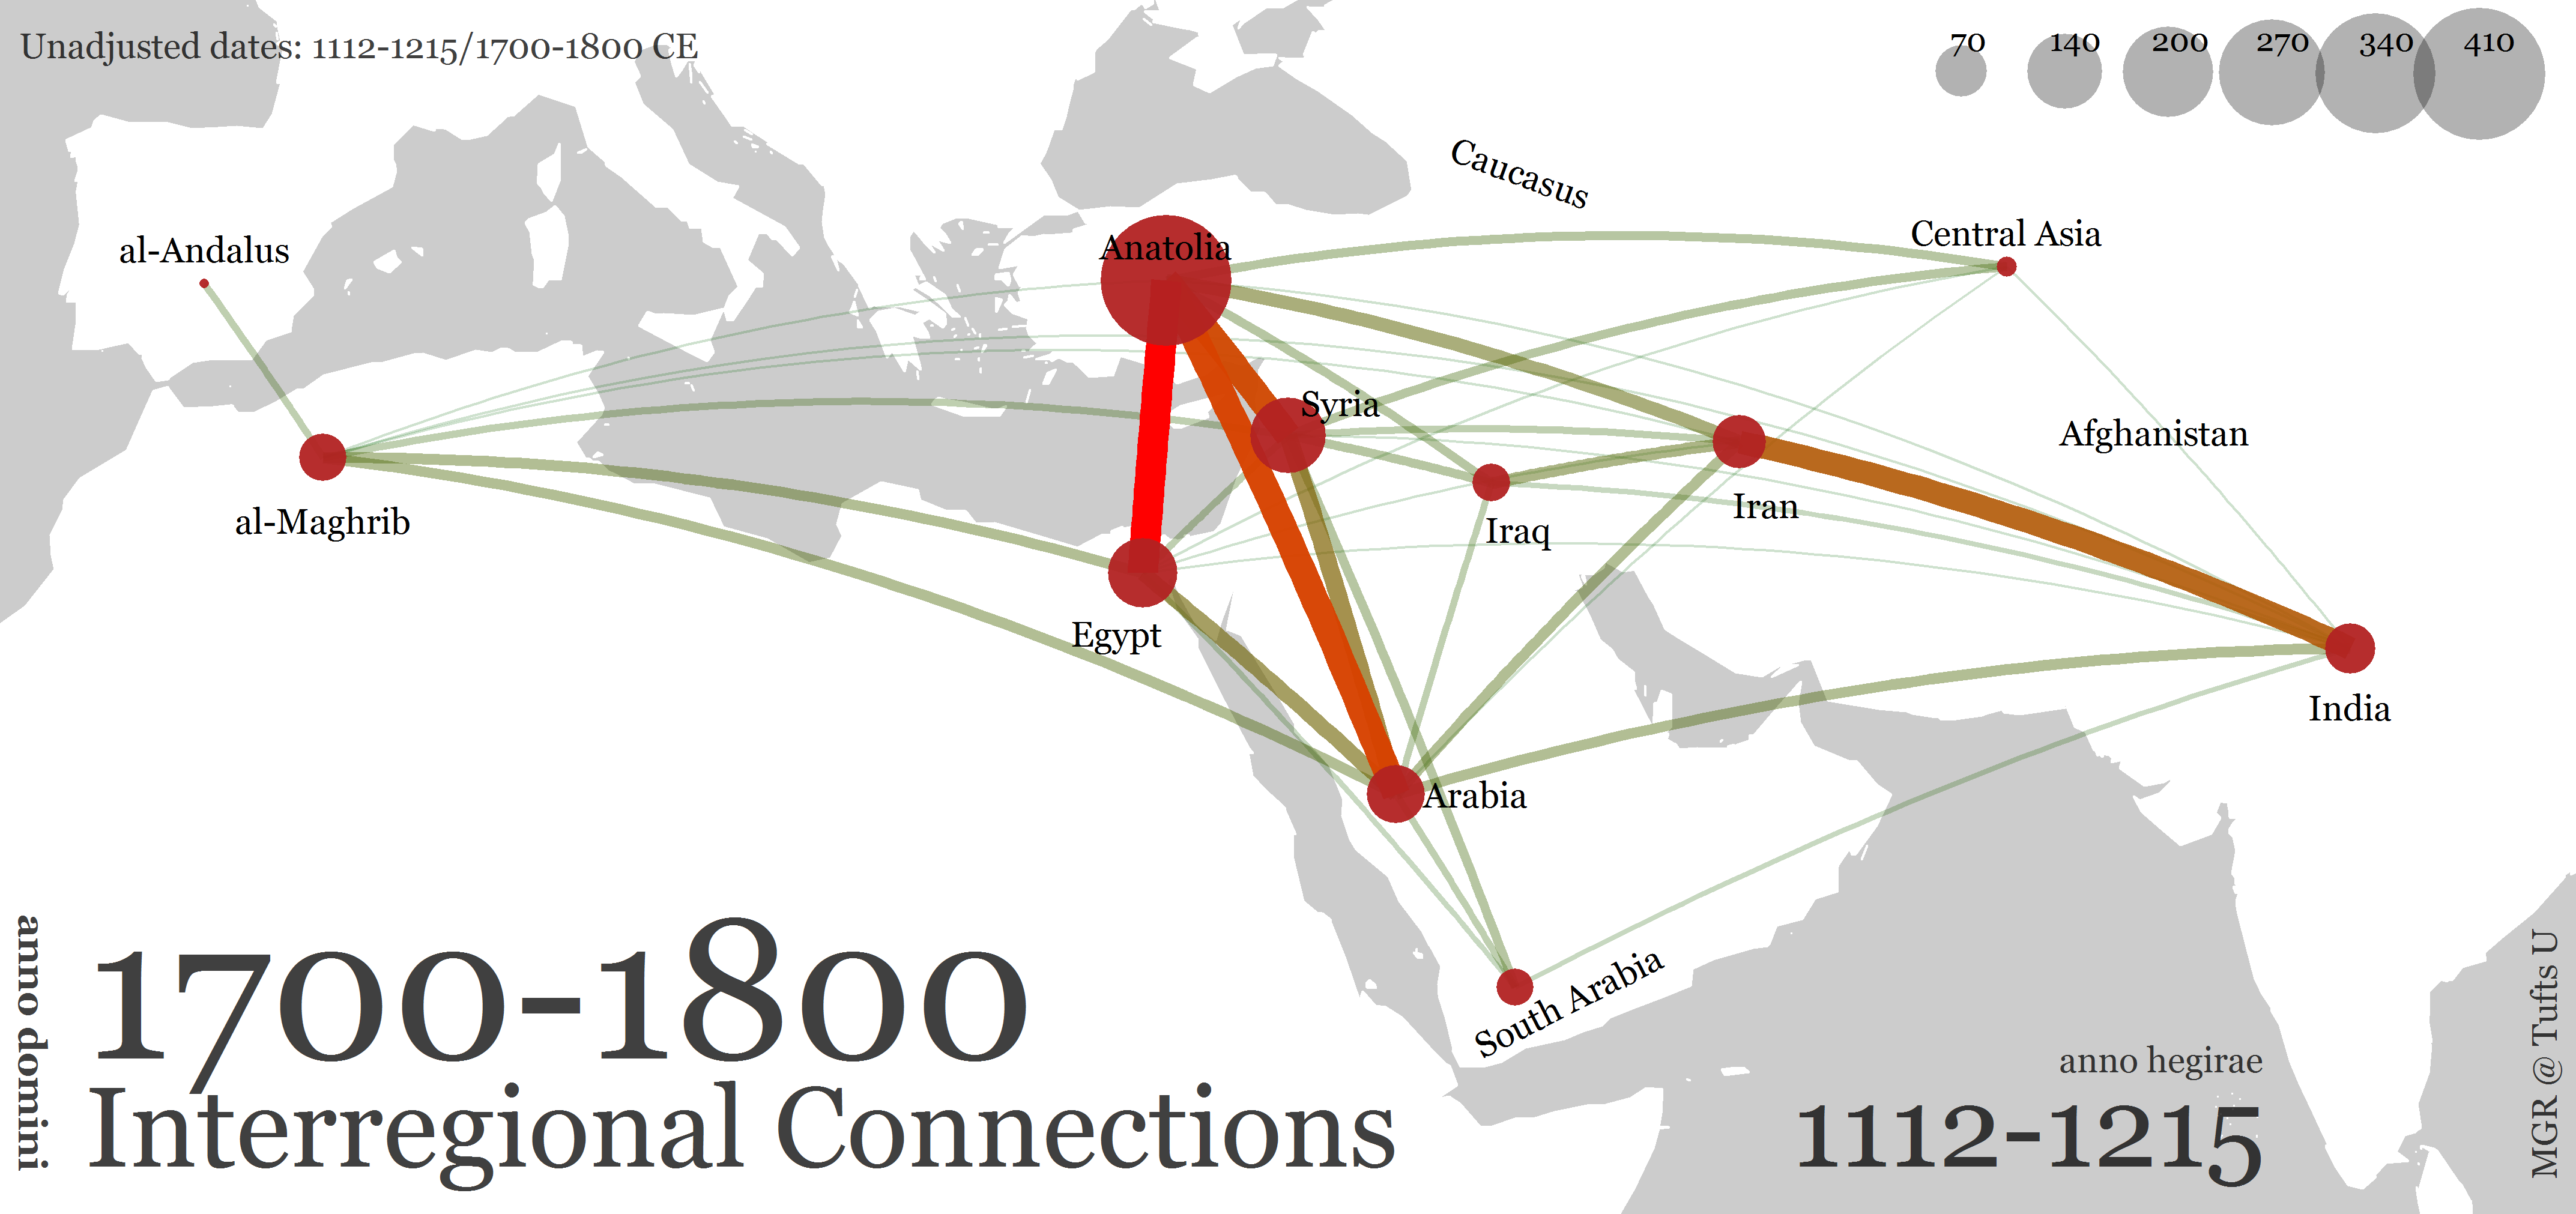 Unadjusted dates: 1112-1215/1700-1800 CE
70
140
200
270
340
410
Caucasus
al-Andalus
Anatolia
Central Asia
Syria
Afghanistan
al-Maghrib
Iran
Iraq
Egypt
India
Arabia
South Arabia
anno domini
1700-1800
Interregional Connections
anno hegirae
1112-1215
MGR @ Tufts U